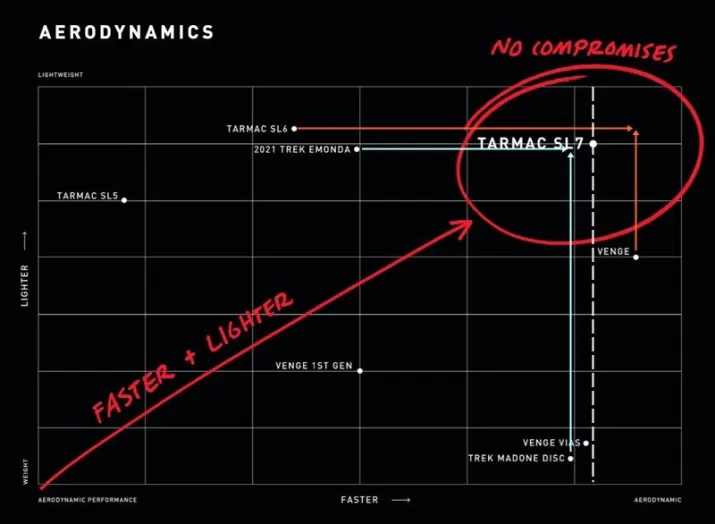 AERODYNAMICS
NO COMPROMISES
LIGHTWEIGHT
TARMAC SL6
TARMAC SL7
2021 TREK EMONDA
TARMAC SL5
VENGE
LIGHTER
FASTER + LIGHTER
VENGE 1ST GEN
VENGE VIAS
TREK MADONE DISC
WEIGHT
AERODYNAMIC PERFORMANCE
FASTER
AERODYNAMIC